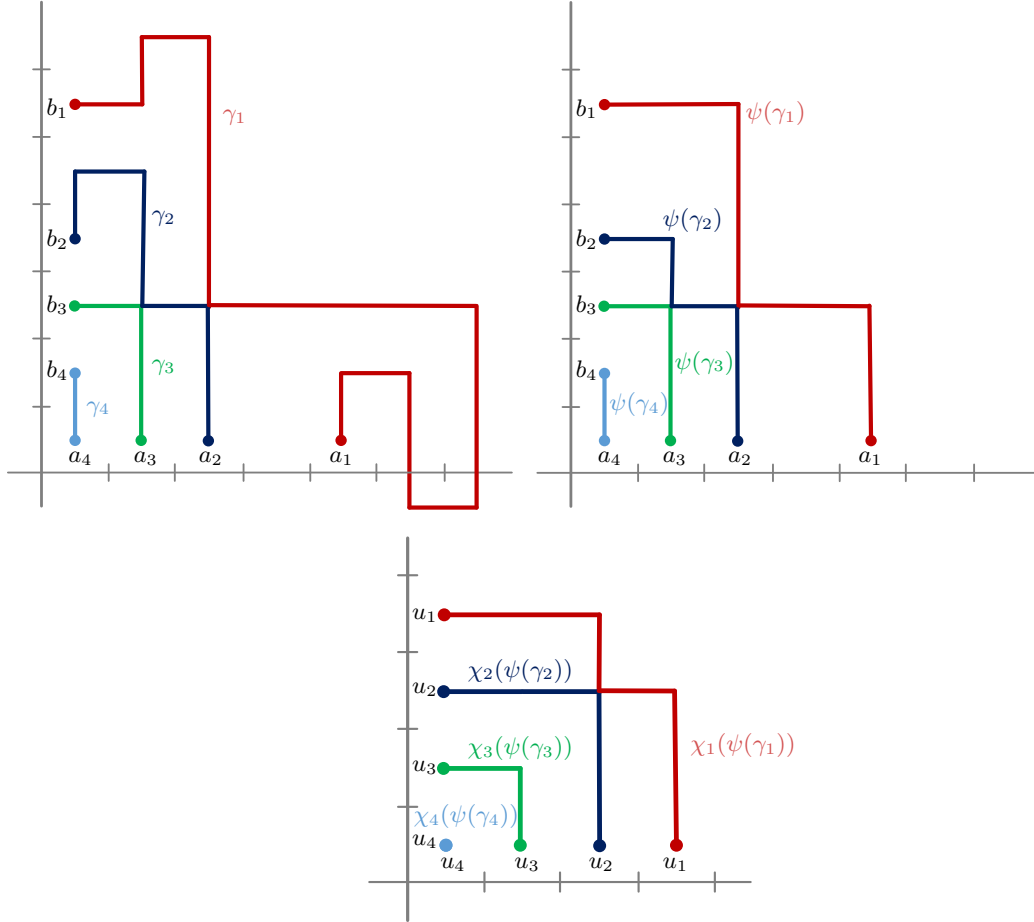 b₁
γ₁
γ₂
b₂
b₃
γ₃
b₄
γ₄
a₄ a₃ a₂ a₁
b₁
ψ(γ₁)
ψ(γ₂)
b₂
b₃
ψ(γ₃)
b₄
ψ(γ₄)
a₄ a₃ a₂ a₁
u₁
χ₂(ψ(γ₂))
u₂
χ₁(ψ(γ₁))
χ₃(ψ(γ₃))
u₃
χ₄(ψ(γ₄))
u₄
u₄ u₃ u₂ u₁